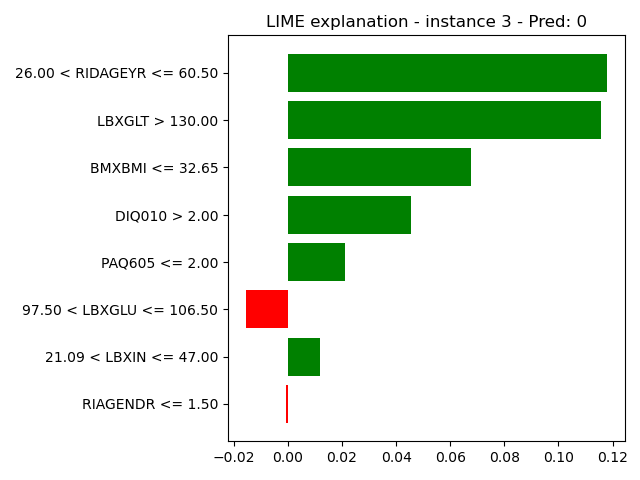 LIME explanation - instance 3 - Pred: 0
26.00 < RIDAGEYR <= 60.50
LBXGLT > 130.00
BMXBMI <= 32.65
DIQ010 > 2.00
PAQ605 <= 2.00
97.50 < LBXGLU <= 106.50
21.09 < LBXIN <= 47.00
RIAGENDR <= 1.50
−0.02 0.00 0.02 0.04 0.06 0.08 0.10 0.12